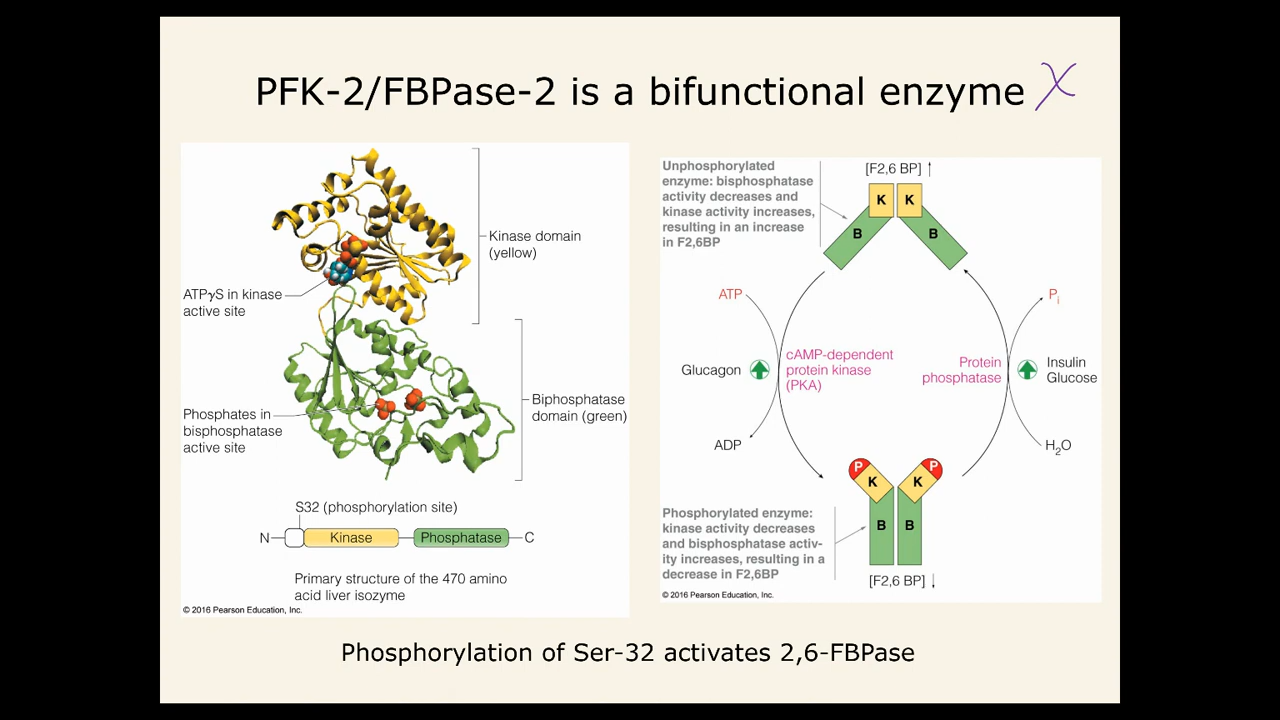 PFK-2/FBPase-2 is a bifunctional enzyme X
Kinase domain
(yellow)
ATPγS in kinase
active site
Phosphates in
bisphosphatase
active site
Biphosphatase
domain (green)
S32 (phosphorylation site)
N
Kinase
Phosphatase
C
Primary structure of the 470 amino
acid liver isozyme
© 2016 Pearson Education, Inc.
Unphosphorylated
enzyme: bisphosphatase
activity decreases and
kinase activity increases,
resulting in an increase
in F2,6BP
[F2,6 BP] ↑
K K
B B
ATP
Pi
Glucagon
cAMP-dependent
protein kinase
(PKA)
Protein
phosphatase
Insulin
Glucose
ADP
H2O
P P
K K
B B
Phosphorylated enzyme:
kinase activity decreases
and bisphosphatase activ-
ity increases, resulting in a
decrease in F2,6BP
[F2,6 BP] ↓
© 2016 Pearson Education, Inc.
Phosphorylation of Ser-32 activates 2,6-FBPase